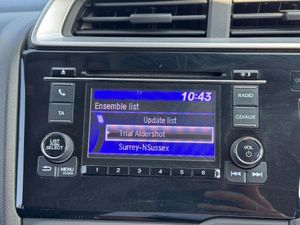 10:43
Ensemble list
Update list
Trial Aldershot
Surrey-NSussex
TA
RADIO
CD/AUX
LIST
SELECT
VOL
MENU
CLOCK
1 2 3 4 5 6